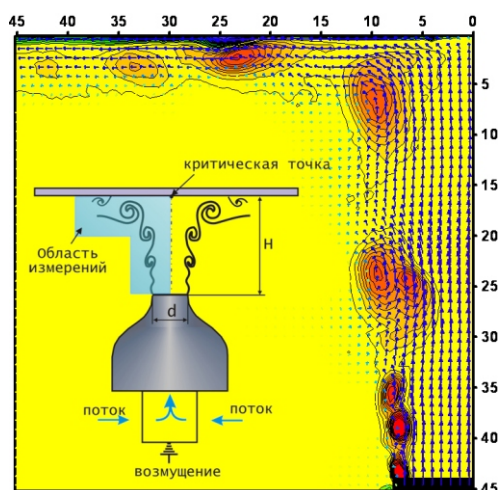 45 40 35 30 25 20 15 10 5 0
5
10
15
20
25
30
35
40
45
критическая точка
Область
измерений
H
d
поток
поток
возмущение